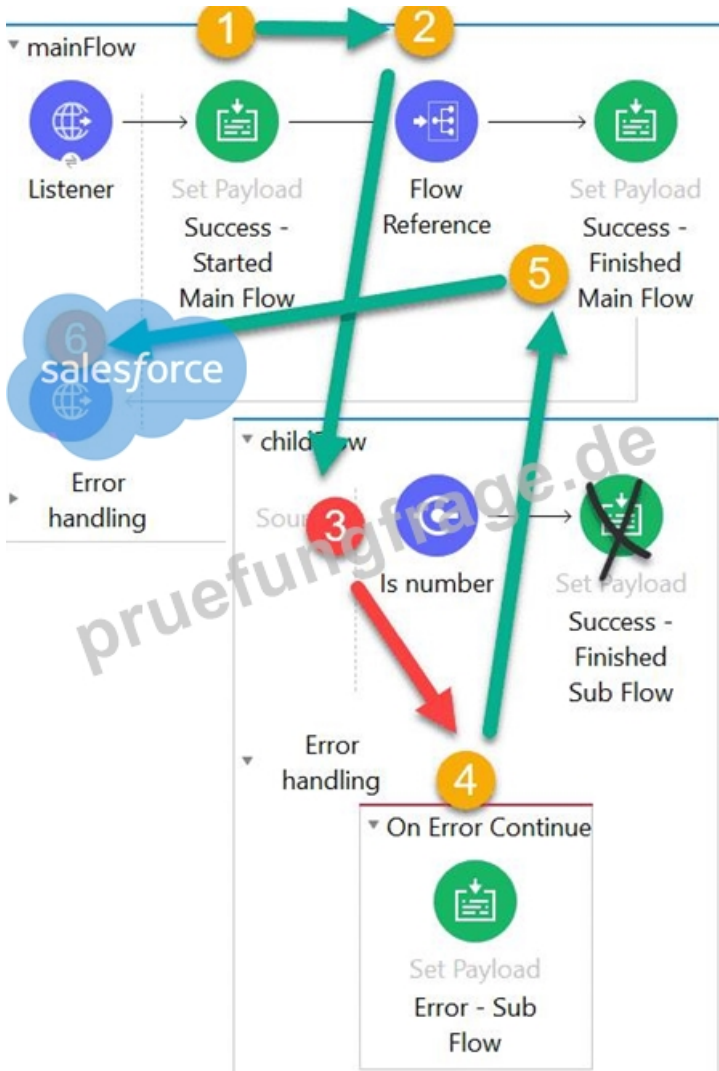 1
2
mainFlow
Listener
Set Payload
Success -
Started
Main Flow
Flow
Reference
Set Payload
Success -
Finished
Main Flow
5
6
salesforce
Error
handling
childFlow
3
Is number
Set Payload
Success -
Finished
Sub Flow
Error
handling
4
On Error Continue
Set Payload
Error - Sub
Flow
pruefungfrage.de